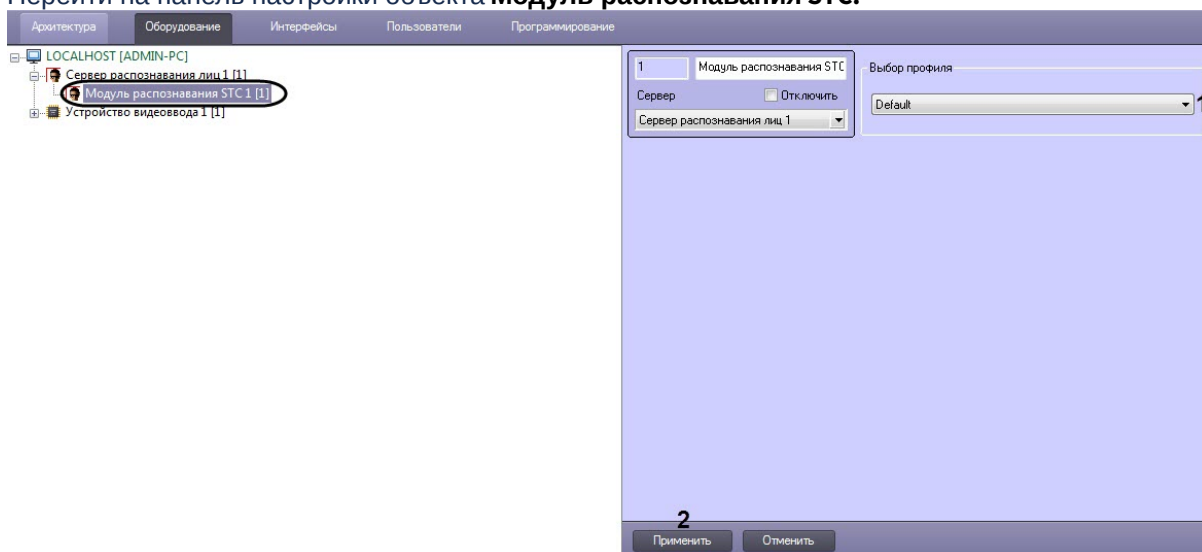 Перейти на панель настройки объекта Модуль распознавания STC.
Архитектура Оборудование Интерфейсы Пользователи Программирование
LOCALHOST [ADMIN-PC]
Сервер распознавания лиц 1 [1]
Модуль распознавания STC 1 [1]
Устройство видеоввода 1 [1]
1 Модуль распознавания STC
Сервер Отключить
Сервер распознавания лиц 1
Выбор профиля
Default 1
2
Применить Отменить